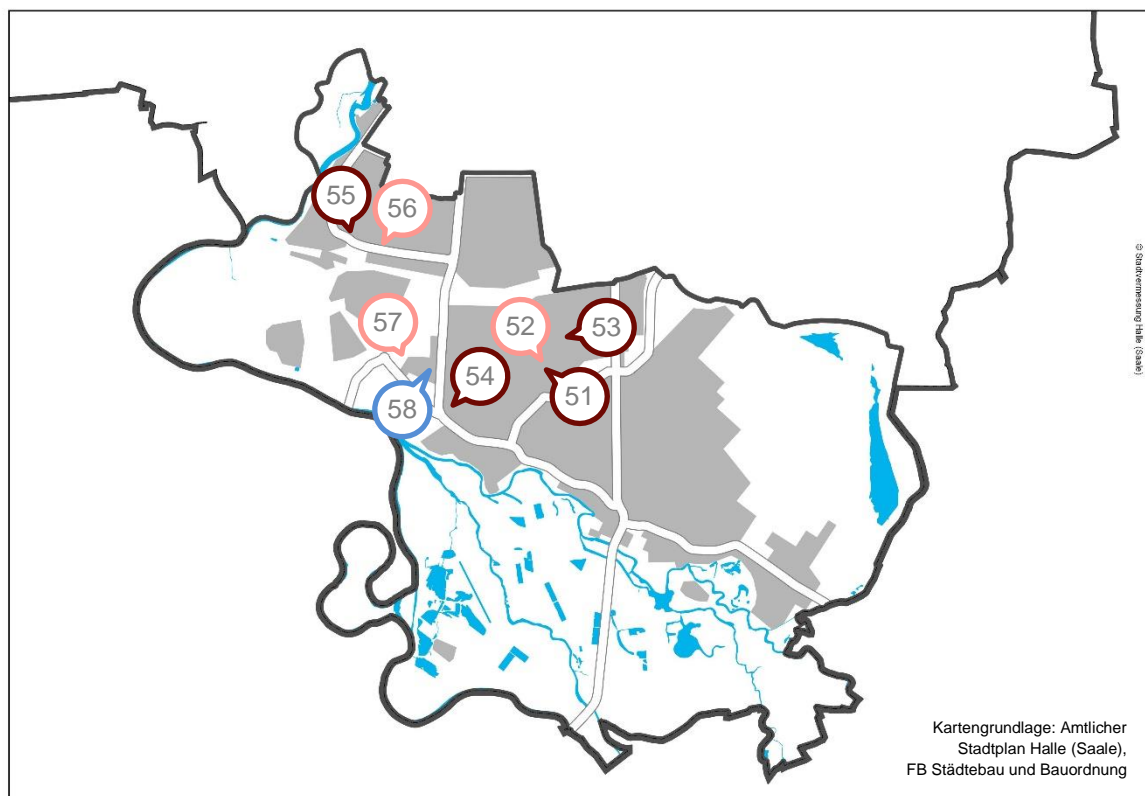 55
56
© Stadtvermessung Halle (Saale)
57
52
53
54
51
58
Kartengrundlage: Amtlicher
Stadtplan Halle (Saale),
FB Städtebau und Bauordnung